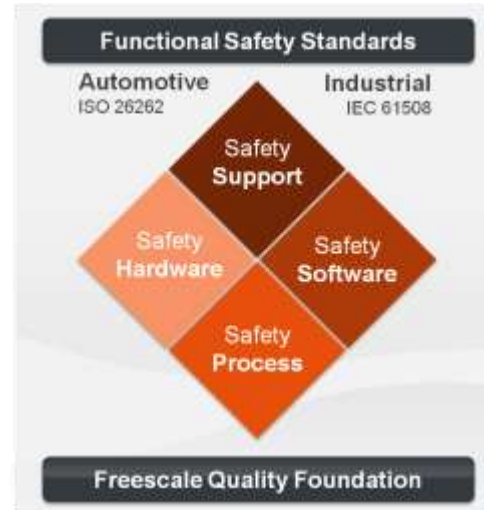 Functional Safety Standards
Automotive
ISO 26262
Industrial
IEC 61508
Safety
Support
Safety
Hardware
Safety
Software
Safety
Process
Freescale Quality Foundation